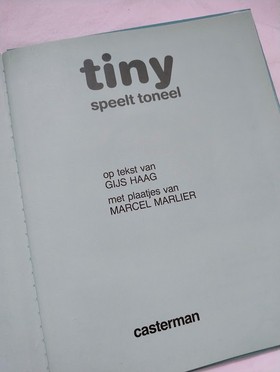 tiny
speelt toneel
op tekst van
GIJS HAAG
met plaatjes van
MARCEL MARLIER
casterman